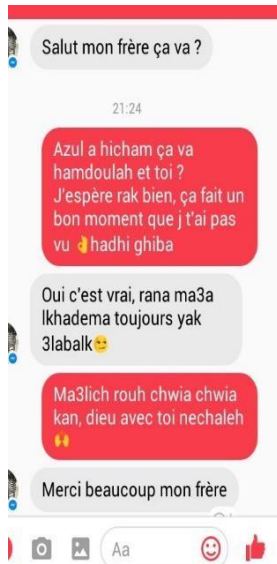 Salut mon frère ça va ?
21:24
Azul a hicham ça va
hamdoulah et toi ?
J'espère rak bien, ça fait un
bon moment que j t'ai pas
vu 👌hadhi ghiba
Oui c'est vrai, rana ma3a
lkhadema toujours yak
3labalk😏
Ma3lich rouh chwia chwia
kan, dieu avec toi nechaleh
🙌
Merci beaucoup mon frère
Aa